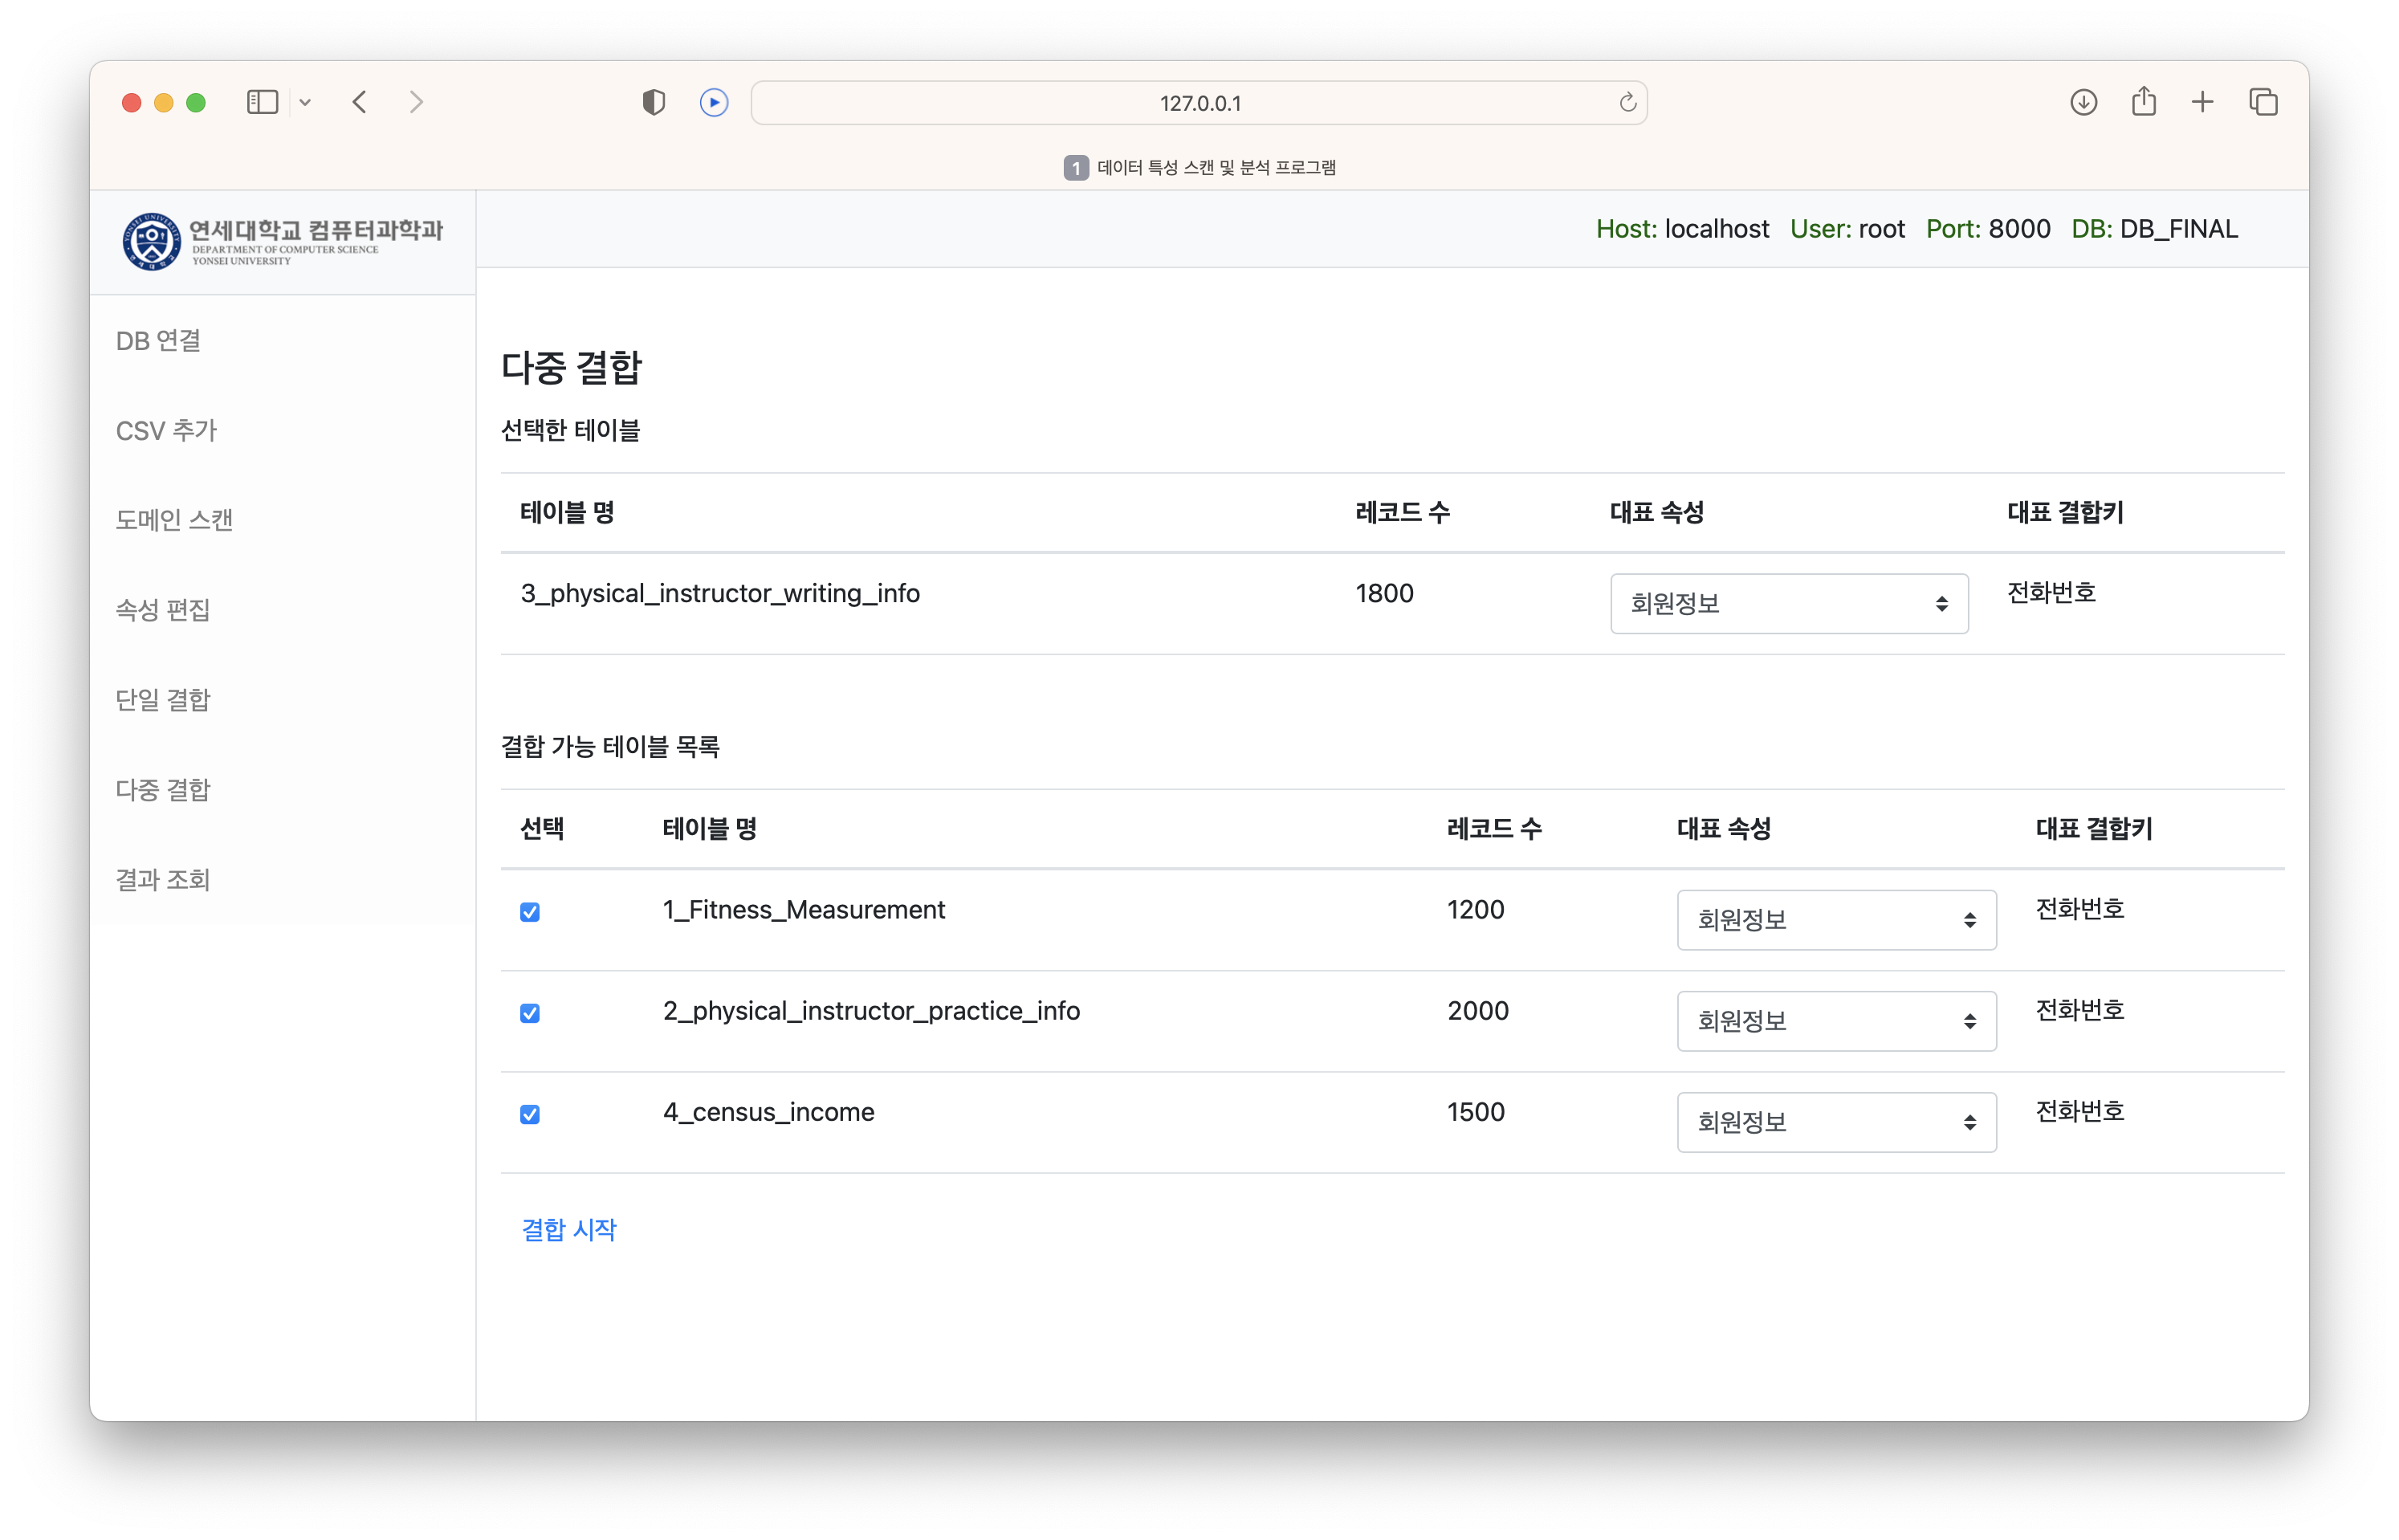 127.0.0.1
1 데이터 특성 스캔 및 분석 프로그램
연세대학교 컴퓨터과학과
DEPARTMENT OF COMPUTER SCIENCE
YONSEI UNIVERSITY
Host: localhost User: root Port: 8000 DB: DB_FINAL
DB 연결
CSV 추가
도메인 스캔
속성 편집
단일 결합
다중 결합
결과 조회
다중 결합
선택한 테이블
테이블 명 레코드 수 대표 속성 대표 결합키
3_physical_instructor_writing_info 1800 회원정보 전화번호
결합 가능 테이블 목록
선택 테이블 명 레코드 수 대표 속성 대표 결합키
1_Fitness_Measurement 1200 회원정보 전화번호
2_physical_instructor_practice_info 2000 회원정보 전화번호
4_census_income 1500 회원정보 전화번호
결합 시작